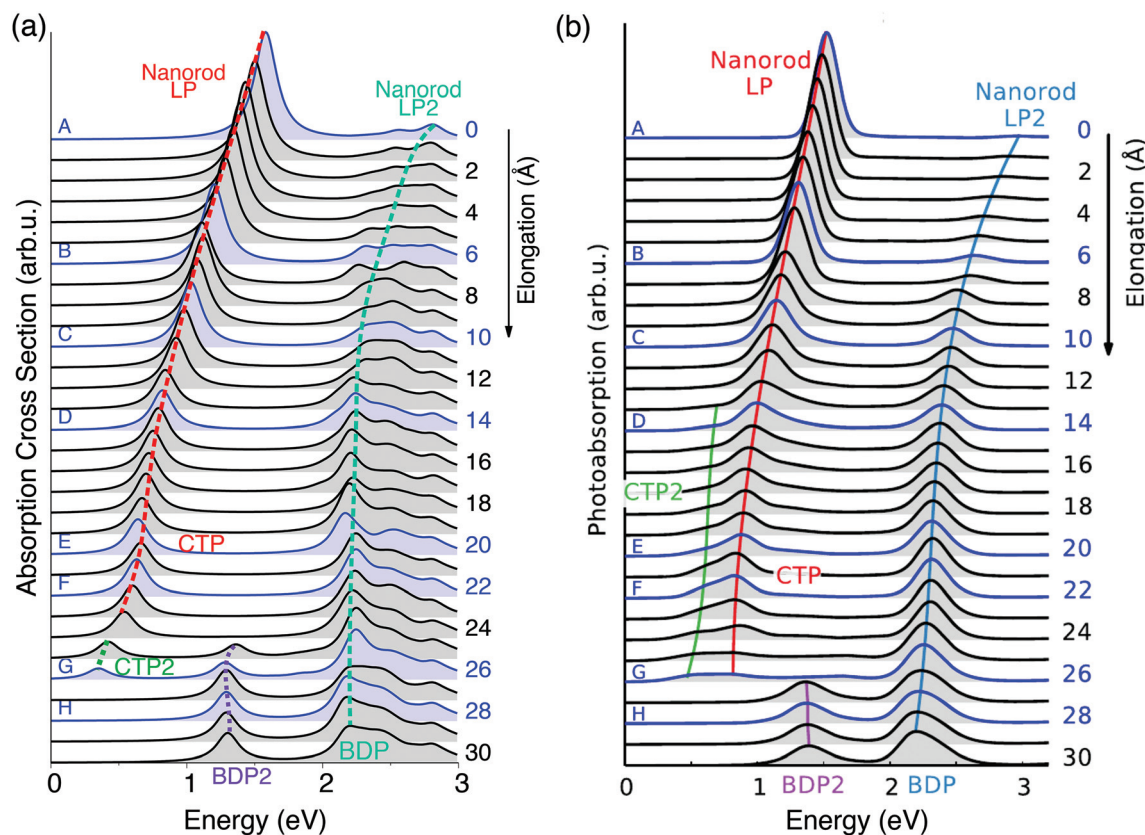 (a)
Absorption Cross Section (arb.u.)
Nanorod
LP
Nanorod
LP2
A
B
C
D
E
F
G
H
0
2
4
6
8
10
12
14
16
18
20
22
24
26
28
30
Elongation (Å)
CTP
CTP2
BDP2
BDP
0
1
2
3
Energy (eV)
(b)
Photoabsorption (arb.u.)
Nanorod
LP
Nanorod
LP2
A
B
C
D
E
F
G
H
0
2
4
6
8
10
12
14
16
18
20
22
24
26
28
30
Elongation (Å)
CTP2
CTP
BDP2
BDP
0
1
2
3
Energy (eV)